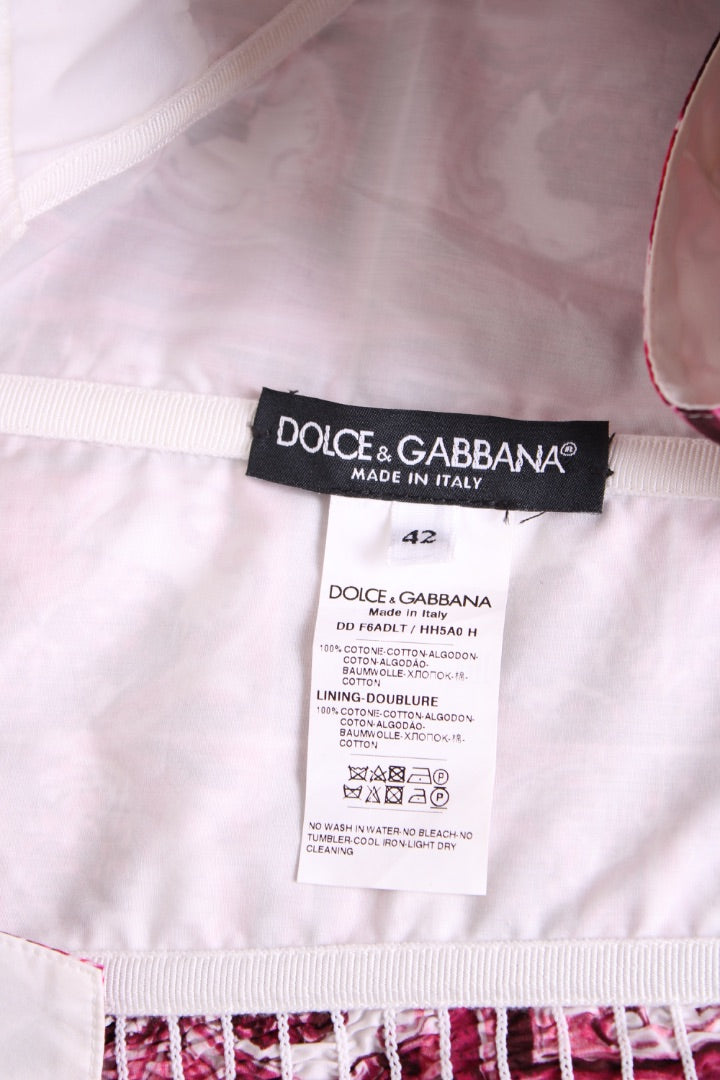 DOLCE & GABBANA®
MADE IN ITALY
42
DOLCE & GABBANA
Made in Italy
DD F6ADLT / HH5A0 H
100% COTONE-COTTON-ALGODON-
COTON-ALGODÃO-
BAUMWOLLE-ХЛОПОК-棉-
COTTON
LINING-DOUBLURE
100% COTONE-COTTON-ALGODON-
COTON-ALGODÃO-
BAUMWOLLE-ХЛОПОК-棉-
COTTON
P
P
NO WASH IN WATER-NO BLEACH-NO
TUMBLER-COOL IRON-LIGHT DRY
CLEANING